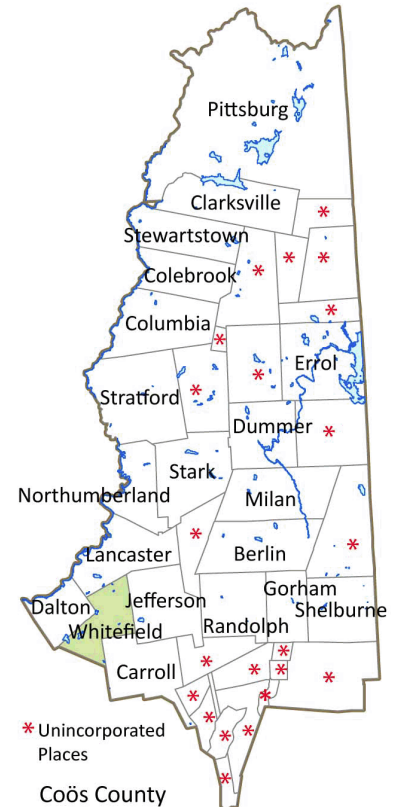 Pittsburg
Clarksville
Stewartstown
Colebrook
Columbia
Errol
Stratford
Dummer
Stark
Northumberland
Milan
Lancaster
Berlin
Gorham
Jefferson
Dalton
Shelburne
Randolph
Whitefield
Carroll
* Unincorporated
Places
Coös County